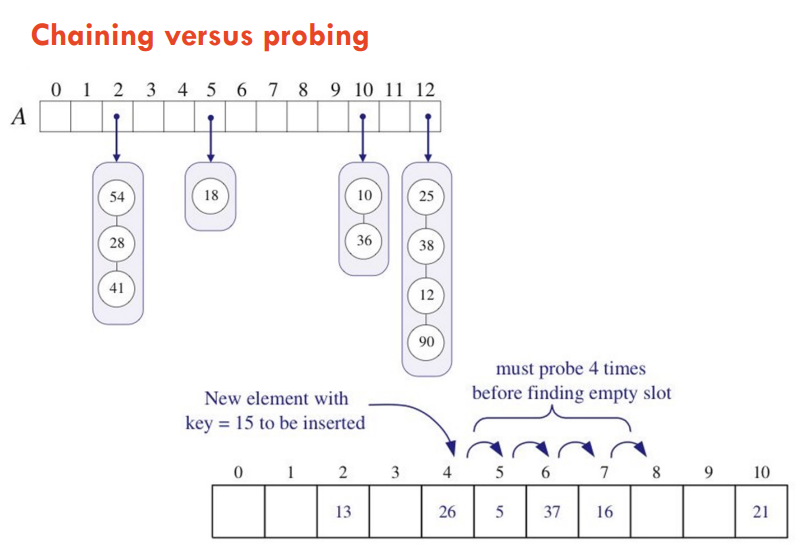 Chaining versus probing
0 1 2 3 4 5 6 7 8 9 10 11 12
A
54 18 10 25
28 36 38
41 12
90
must probe 4 times
before finding empty slot
New element with
key = 15 to be inserted
0 1 2 3 4 5 6 7 8 9 10
13 26 5 37 16 21